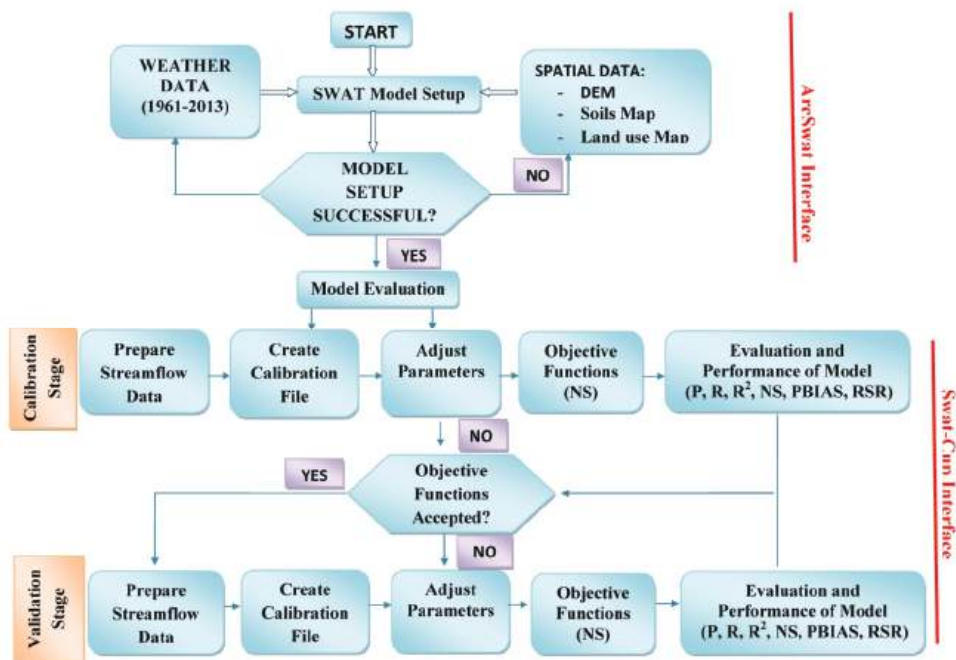 START
WEATHER
DATA
(1961-2013)
SWAT Model Setup
SPATIAL DATA:
- DEM
- Soils Map
- Land use Map
ArcSwat Interface
MODEL
SETUP
SUCCESSFUL?
NO
YES
Model Evaluation
Calibration
Stage
Prepare
Streamflow
Data
Create
Calibration
File
Adjust
Parameters
Objective
Functions
(NS)
Evaluation and
Performance of Model
(P, R, R², NS, PBIAS, RSR)
Swat-Cup Interface
NO
YES
Objective
Functions
Accepted?
NO
Validation
Stage
Prepare
Streamflow
Data
Create
Calibration
File
Adjust
Parameters
Objective
Functions
(NS)
Evaluation and
Performance of Model
(P, R, R², NS, PBIAS, RSR)